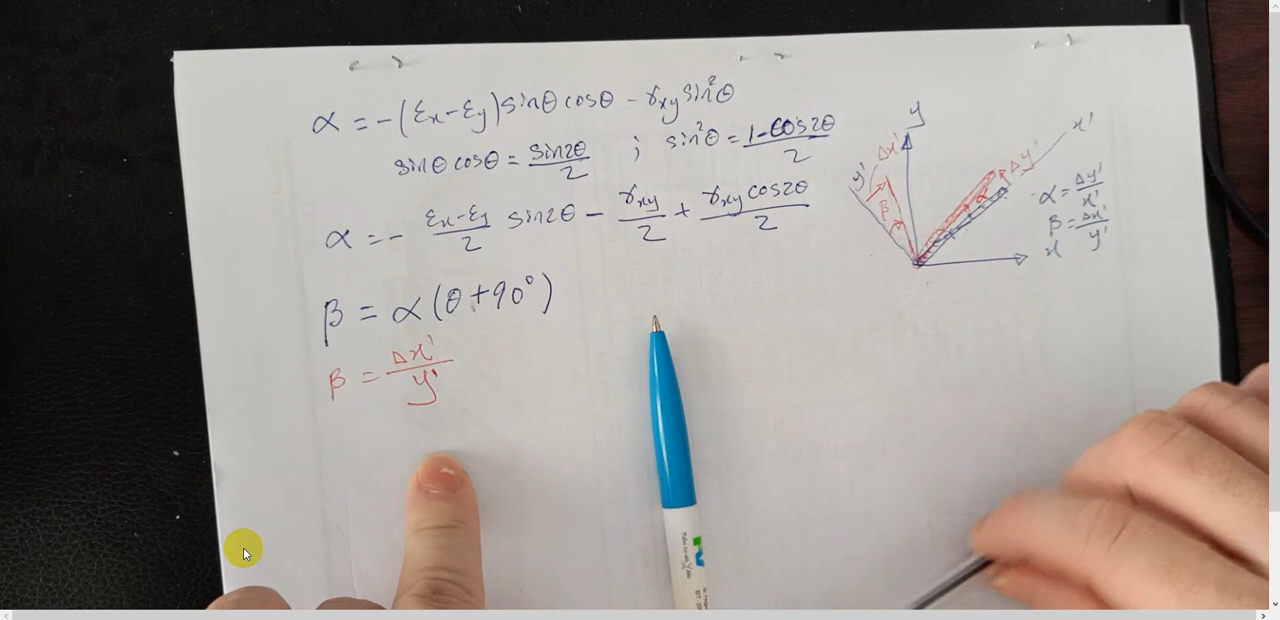 α = -(εx-εy)sinθ cosθ - γxy sin²θ
sinθ cosθ = sin2θ/2 ; sin²θ = 1-cos2θ/2
α = - εx-εy/2 sin2θ - γxy/2 + γxy cos2θ/2
β = α(θ+90°)
β = Δx'/y'
y
x'
Δx'
y'
Δy'
β
α
α = Δy'/x'
β = Δx'/y'
x